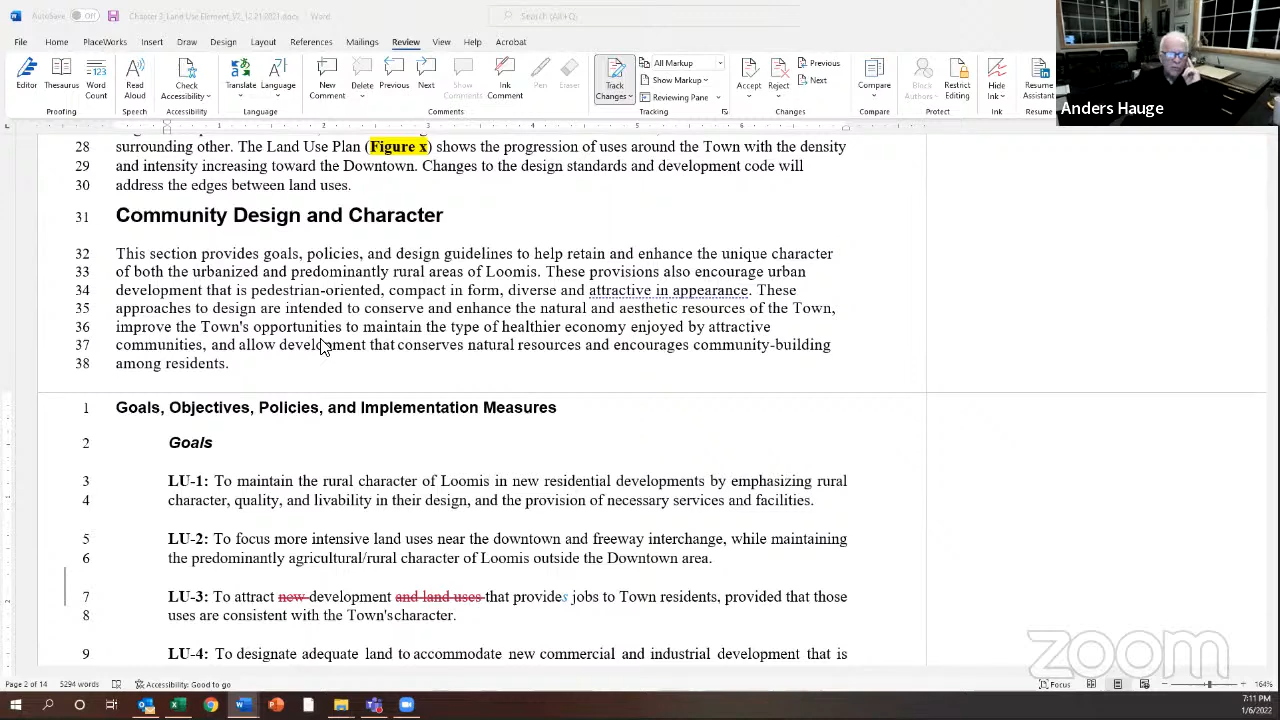 AutoSave Off Chapter 3_Land Use Element_V2_12.21.2021.docx - Word Search (Alt+Q)
File Home PlaceWorks Insert Draw Design Layout References Mailings Review View Help Acrobat
Editor Thesaurus Word Count Read Aloud Check Accessibility Translate Language New Comment Delete Previous Next Show Comments Ink Comment Pen Eraser Track Changes All Markup Show Markup Reviewing Pane Accept Reject Previous Next Compare Block Authors Restrict Editing Hide Ink Resume Assistant
Proofing Speech Accessibility Language Comments Tracking Changes Compare Protect Ink Resume
Anders Hauge
28 surrounding other. The Land Use Plan (Figure x) shows the progression of uses around the Town with the density
29 and intensity increasing toward the Downtown. Changes to the design standards and development code will
30 address the edges between land uses.
31 Community Design and Character
32 This section provides goals, policies, and design guidelines to help retain and enhance the unique character
33 of both the urbanized and predominantly rural areas of Loomis. These provisions also encourage urban
34 development that is pedestrian-oriented, compact in form, diverse and attractive in appearance. These
35 approaches to design are intended to conserve and enhance the natural and aesthetic resources of the Town,
36 improve the Town's opportunities to maintain the type of healthier economy enjoyed by attractive
37 communities, and allow development that conserves natural resources and encourages community-building
38 among residents.
1 Goals, Objectives, Policies, and Implementation Measures
2 Goals
3 LU-1: To maintain the rural character of Loomis in new residential developments by emphasizing rural
4 character, quality, and livability in their design, and the provision of necessary services and facilities.
5 LU-2: To focus more intensive land uses near the downtown and freeway interchange, while maintaining
6 the predominantly agricultural/rural character of Loomis outside the Downtown area.
7 LU-3: To attract new development and land uses that provides jobs to Town residents, provided that those
8 uses are consistent with the Town's character.
9 LU-4: To designate adequate land to accommodate new commercial and industrial development that is
zoom
Page 2 of 14 5294 words Accessibility: Good to go Focus 164%
7:11 PM
1/6/2022